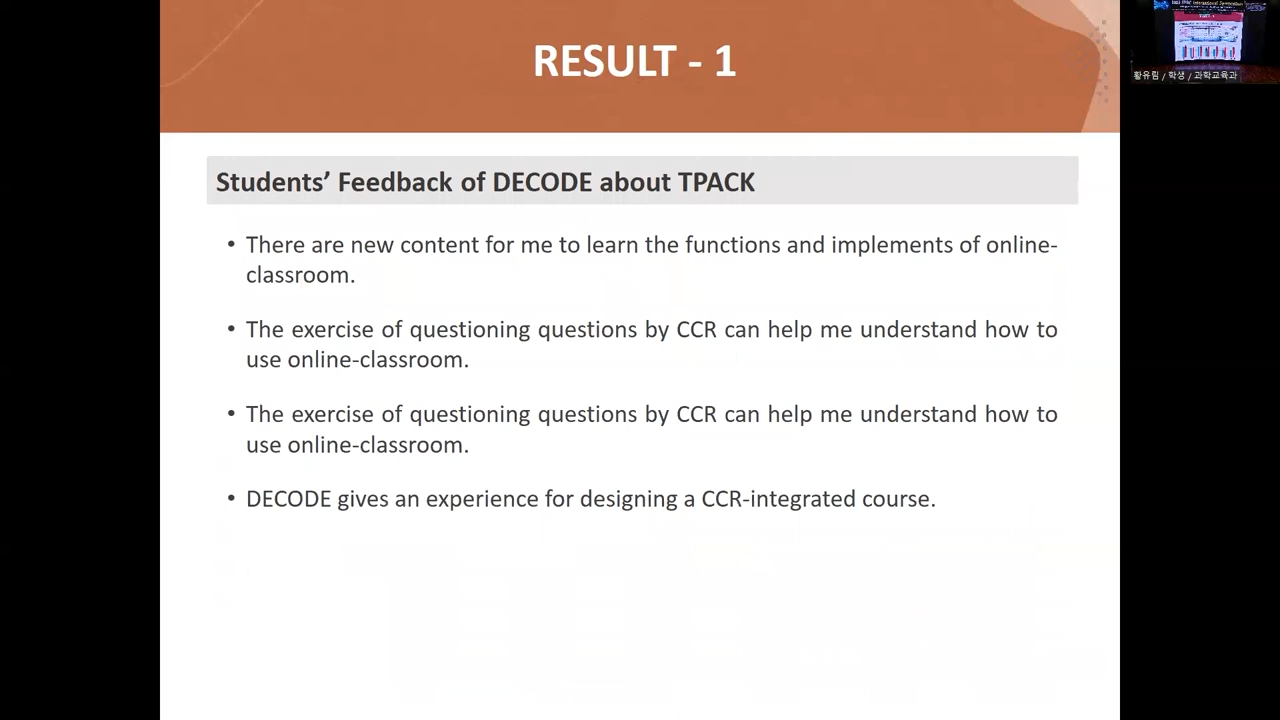 RESULT - 1
Students’ Feedback of DECODE about TPACK
• There are new content for me to learn the functions and implements of online-
classroom.
• The exercise of questioning questions by CCR can help me understand how to
use online-classroom.
• The exercise of questioning questions by CCR can help me understand how to
use online-classroom.
• DECODE gives an experience for designing a CCR-integrated course.
황유림 / 학생 / 과학교육과